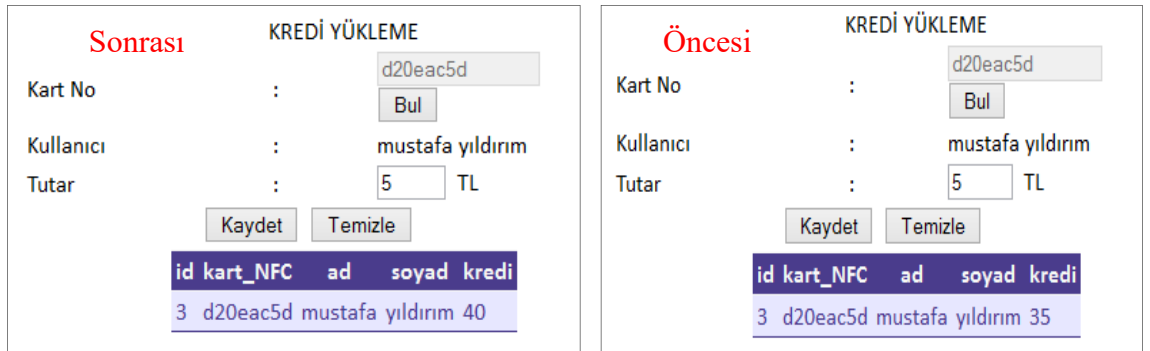 Sonrası
KREDİ YÜKLEME
Kart No : d20eac5d
Bul
Kullanıcı : mustafa yıldırım
Tutar : 5 TL
Kaydet Temizle
id kart_NFC ad soyad kredi
3 d20eac5d mustafa yıldırım 40
Öncesi
KREDİ YÜKLEME
Kart No : d20eac5d
Bul
Kullanıcı : mustafa yıldırım
Tutar : 5 TL
Kaydet Temizle
id kart_NFC ad soyad kredi
3 d20eac5d mustafa yıldırım 35